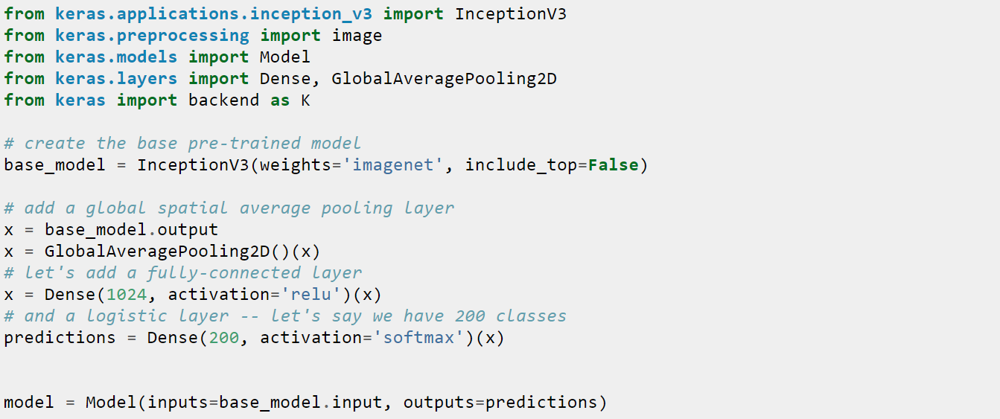 from keras.applications.inception_v3 import InceptionV3
from keras.preprocessing import image
from keras.models import Model
from keras.layers import Dense, GlobalAveragePooling2D
from keras import backend as K
# create the base pre-trained model
base_model = InceptionV3(weights='imagenet', include_top=False)
# add a global spatial average pooling layer
x = base_model.output
x = GlobalAveragePooling2D()(x)
# let's add a fully-connected layer
x = Dense(1024, activation='relu')(x)
# and a logistic layer -- let's say we have 200 classes
predictions = Dense(200, activation='softmax')(x)
model = Model(inputs=base_model.input, outputs=predictions)